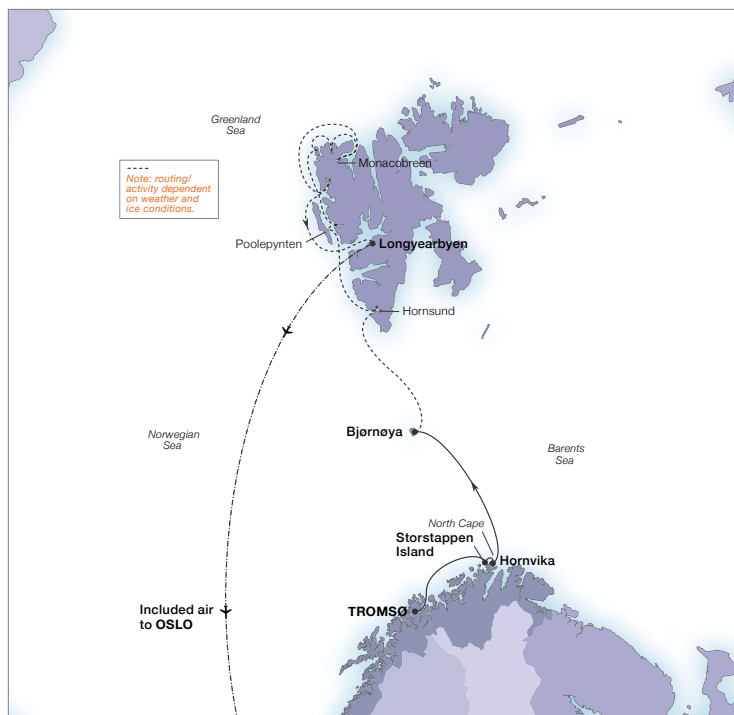 Greenland
Sea
Monacobreen
- - - -
Note: routing/
activity dependent
on weather and
ice conditions.
Poolepynten
Longyearbyen
Hornsund
Bjørnøya
Norwegian
Sea
Barents
Sea
North Cape
Storstappen
Island
Hornvika
Included air
to OSLO
TROMSØ